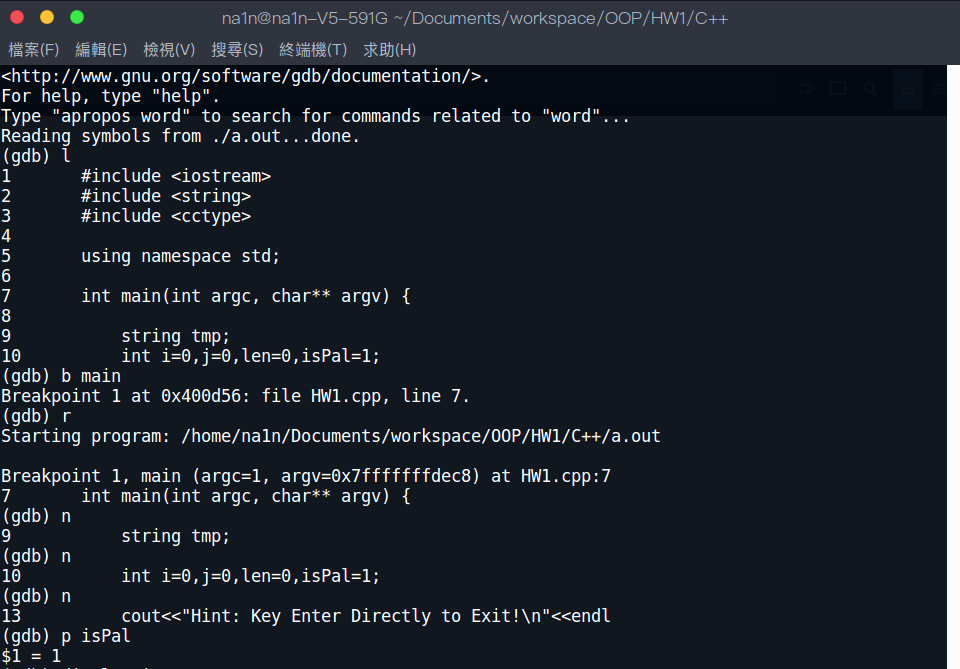 na1n@na1n-V5-591G ~/Documents/workspace/OOP/HW1/C++
檔案(F) 編輯(E) 檢視(V) 搜尋(S) 終端機(T) 求助(H)
<http://www.gnu.org/software/gdb/documentation/>.
For help, type "help".
Type "apropos word" to search for commands related to "word"...
Reading symbols from ./a.out...done.
(gdb) l
1       #include <iostream>
2       #include <string>
3       #include <cctype>
4
5       using namespace std;
6
7       int main(int argc, char** argv) {
8
9           string tmp;
10          int i=0,j=0,len=0,isPal=1;
(gdb) b main
Breakpoint 1 at 0x400d56: file HW1.cpp, line 7.
(gdb) r
Starting program: /home/na1n/Documents/workspace/OOP/HW1/C++/a.out
Breakpoint 1, main (argc=1, argv=0x7fffffffdec8) at HW1.cpp:7
7       int main(int argc, char** argv) {
(gdb) n
9           string tmp;
(gdb) n
10          int i=0,j=0,len=0,isPal=1;
(gdb) n
13          cout<<"Hint: Key Enter Directly to Exit!\n"<<endl
(gdb) p isPal
$1 = 1